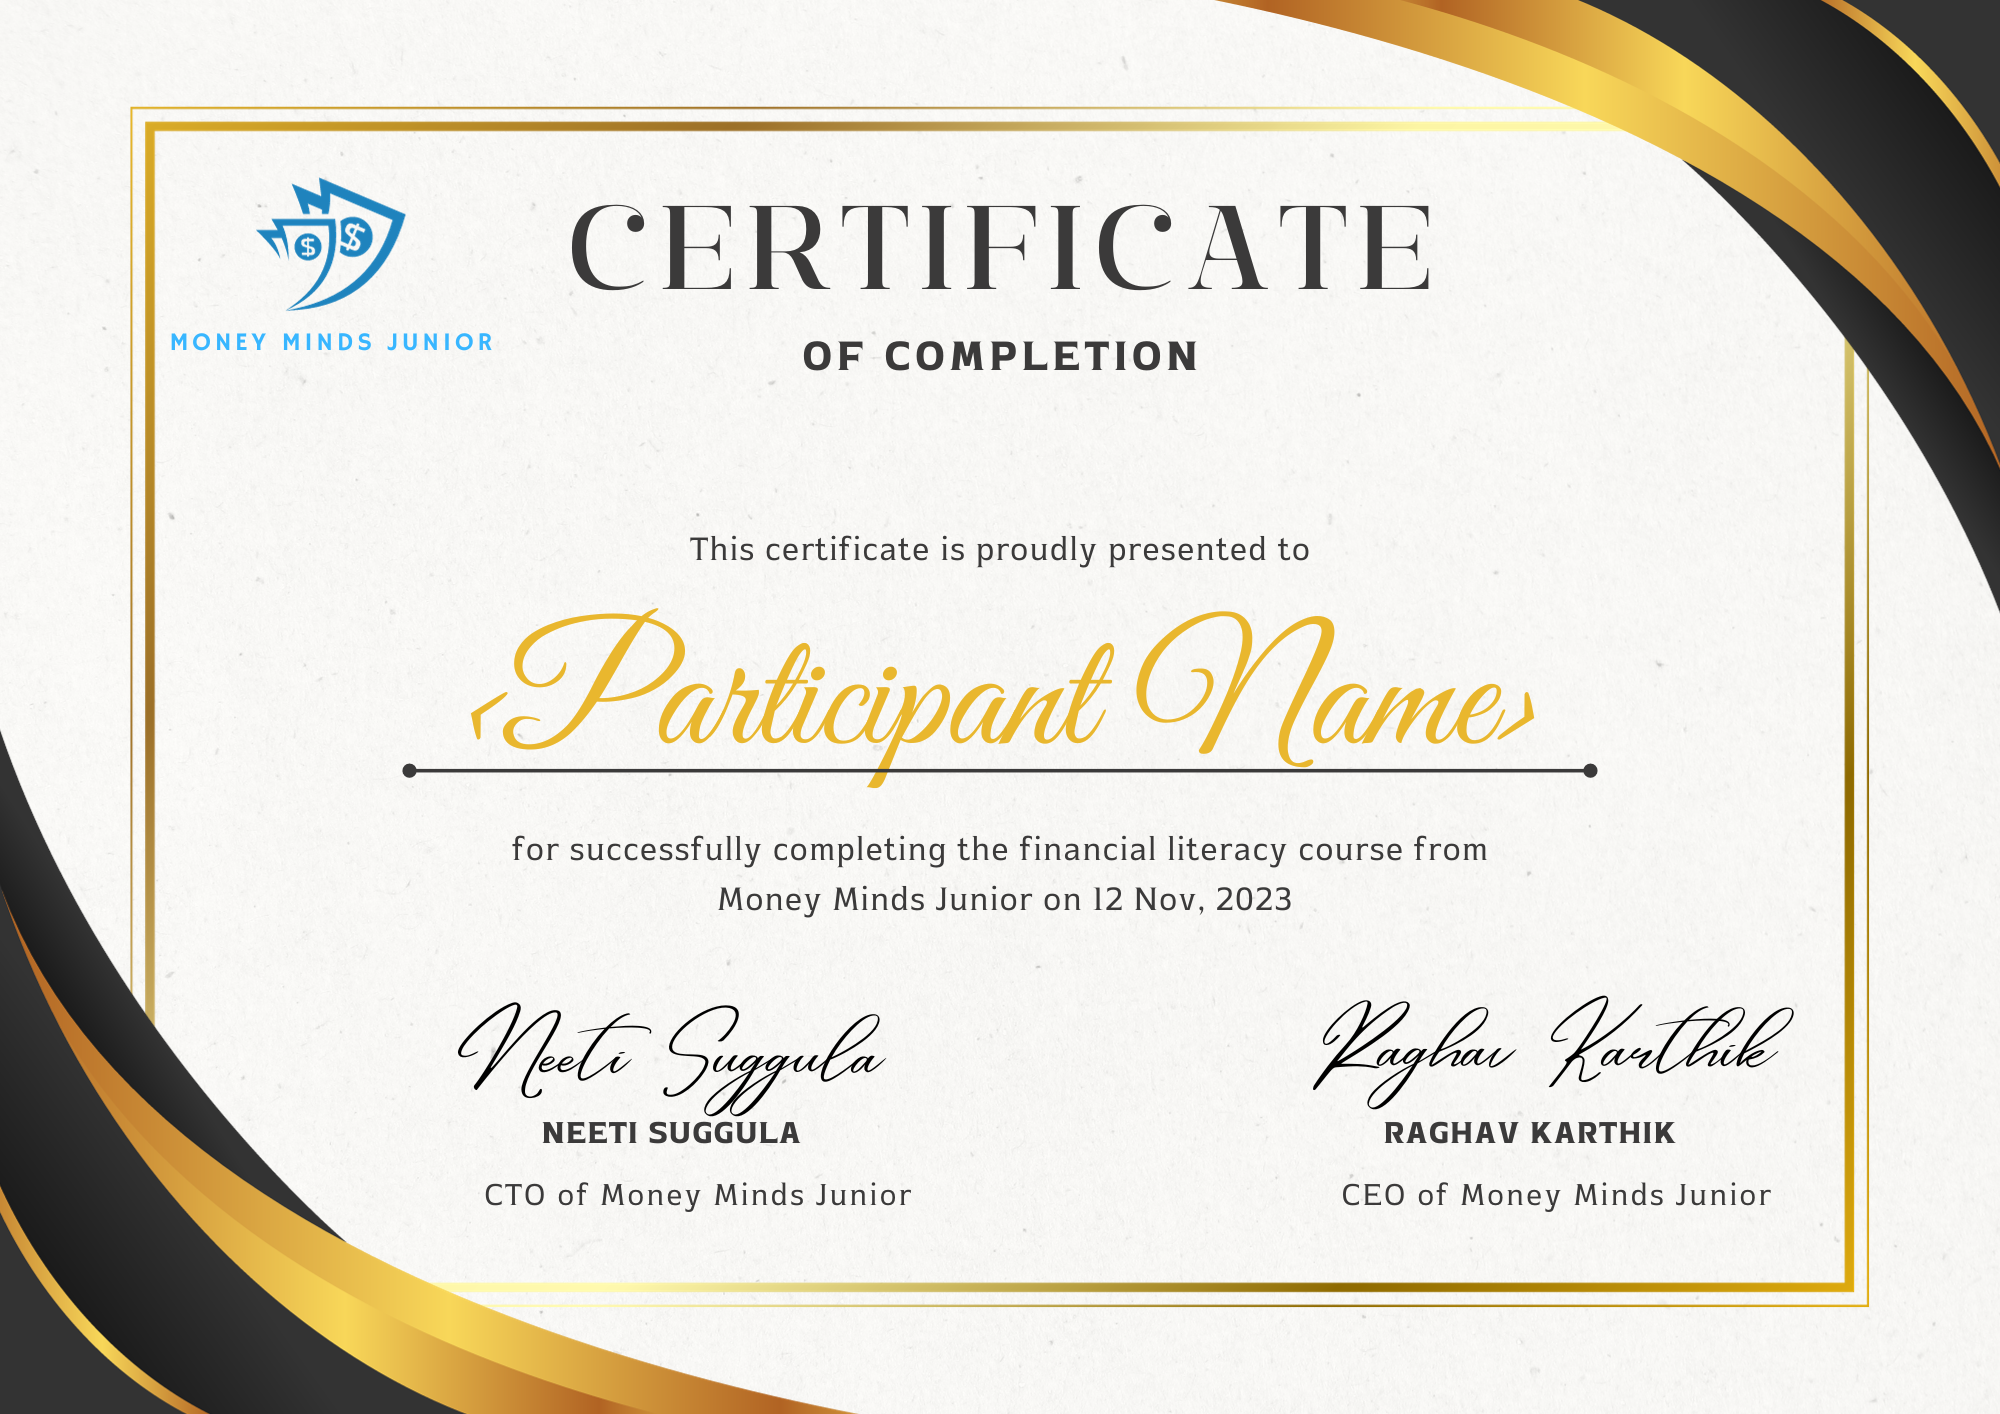 MONEY MINDS JUNIOR
CERTIFICATE
OF COMPLETION
This certificate is proudly presented to
<Participant Name>
for successfully completing the financial literacy course from
Money Minds Junior on 12 Nov, 2023
Neeti Suggula
NEETI SUGGULA
CTO of Money Minds Junior
Raghav Karthik
RAGHAV KARTHIK
CEO of Money Minds Junior